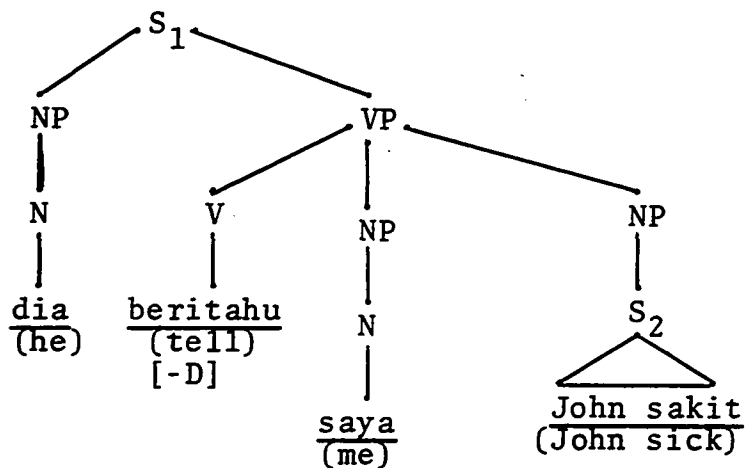 S1
NP VP
N V NP NP
dia beritahu N S2
(he) (tell)
[-D]
saya John sakit
(me) (John sick)